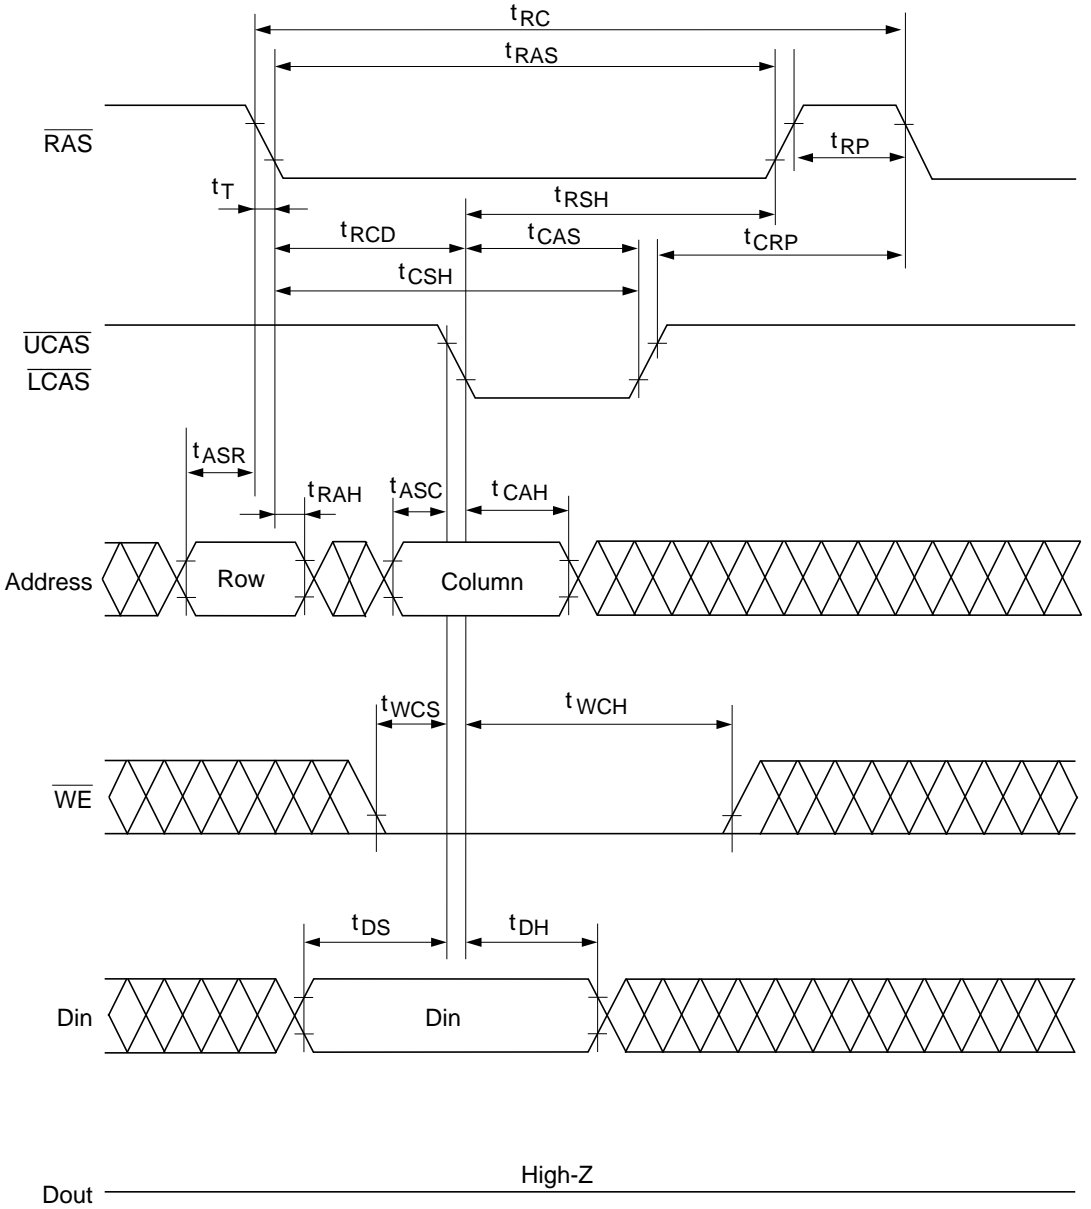 tRC
tRAS
RAS
tRP
tT
tRSH
tRCD
tCAS
tCRP
tCSH
UCAS
LCAS
tASR
tRAH
tASC
tCAH
Address
Row
Column
tWCS
tWCH
WE
tDS
tDH
Din
Din
High-Z
Dout